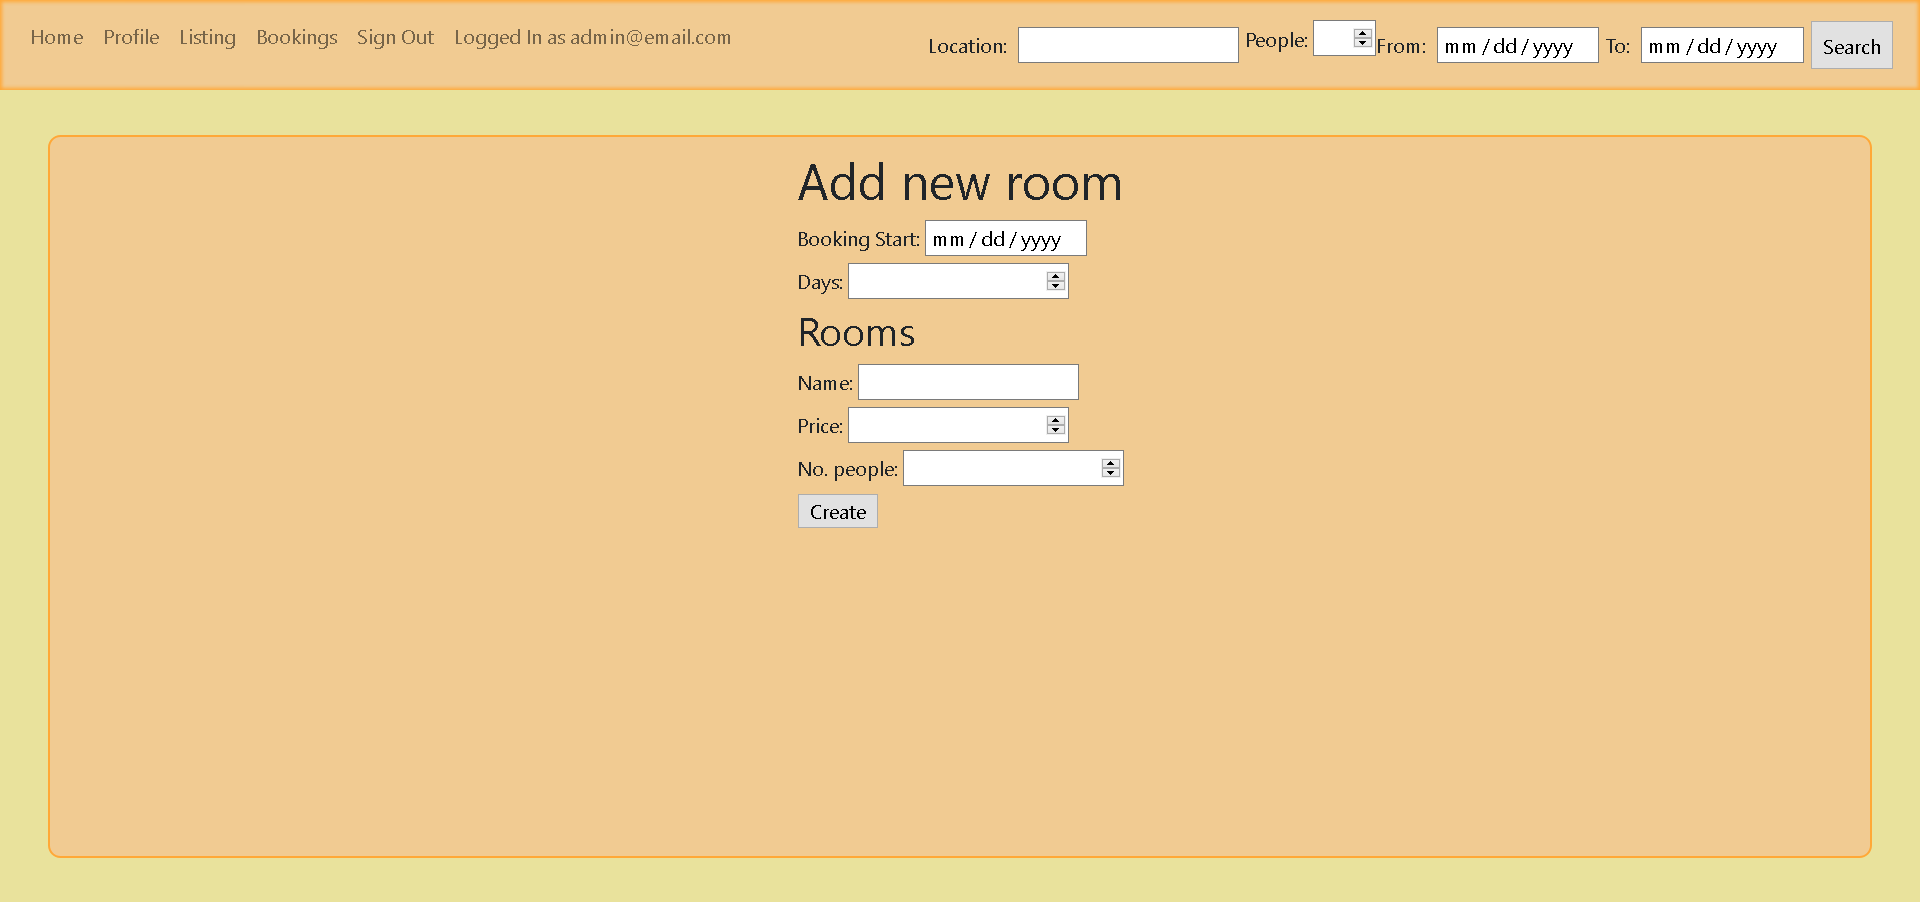 Home Profile Listing Bookings Sign Out Logged In as admin@email.com Location: People: From: mm/dd/yyyy To: mm/dd/yyyy Search
Add new room
Booking Start: mm/dd/yyyy
Days:
Rooms
Name:
Price:
No. people:
Create